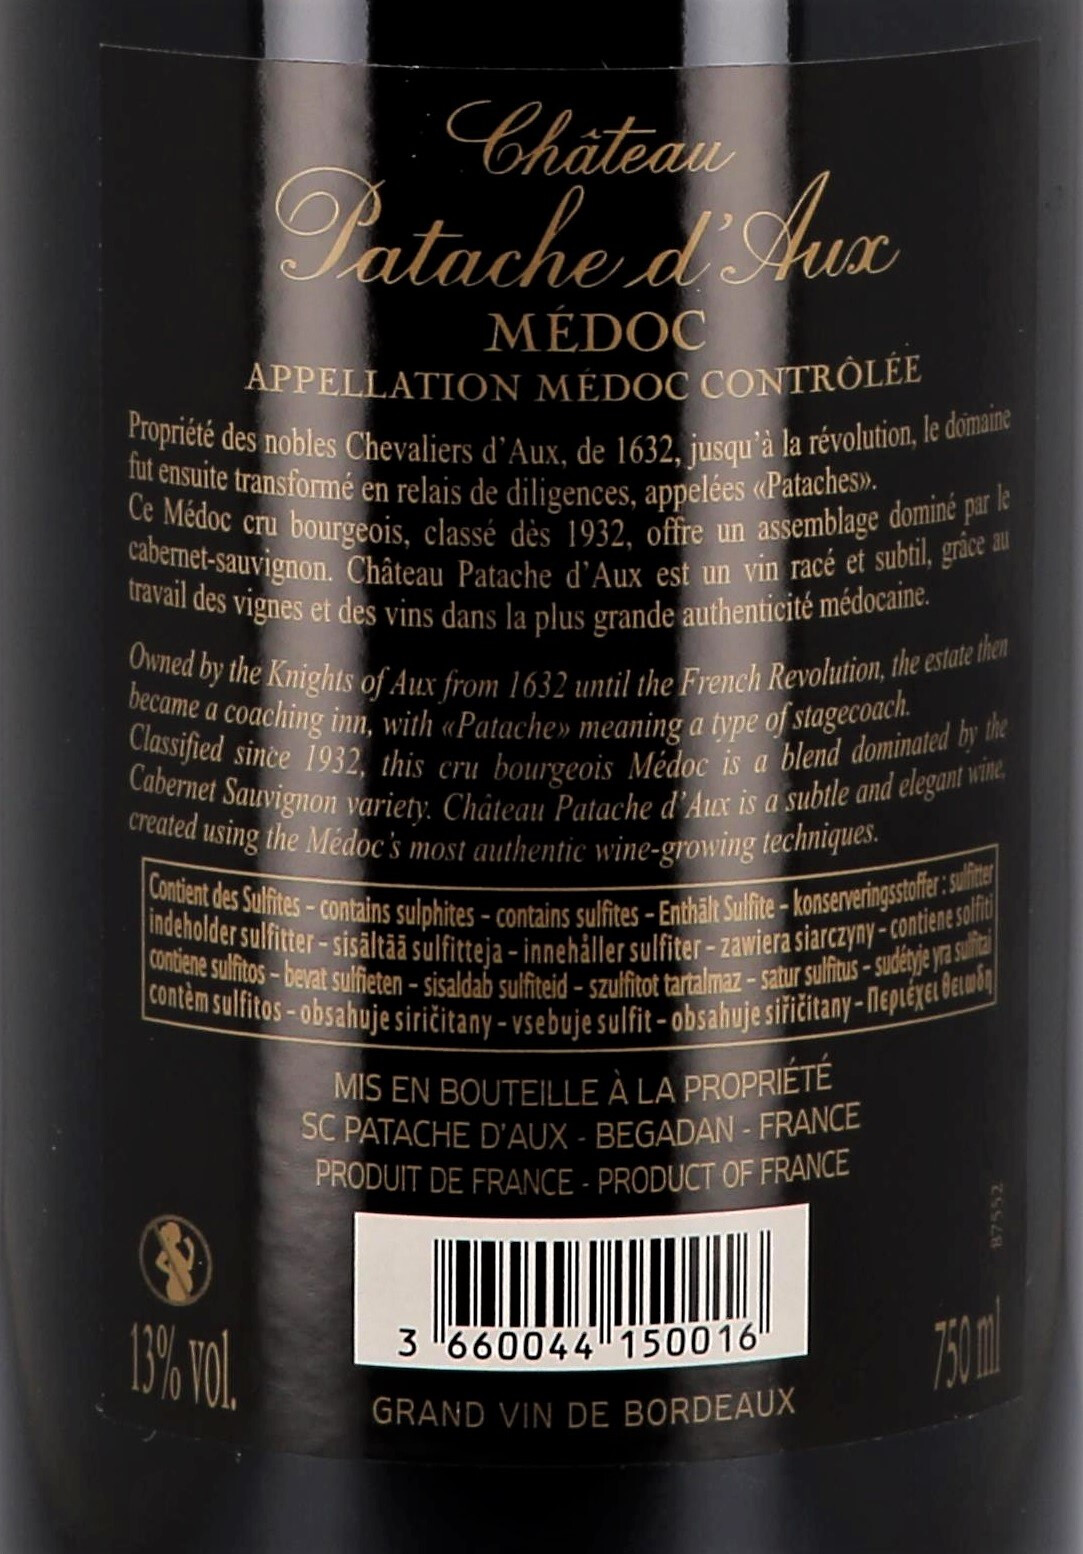 Château
Patache d'Aux
MÉDOC
APPELLATION MÉDOC CONTRÔLÉE
Propriété des nobles Chevaliers d'Aux, de 1632, jusqu'à la révolution, le domaine
fut ensuite transformé en relais de diligences, appelées «Pataches».
Ce Médoc cru bourgeois, classé dès 1932, offre un assemblage dominé par le
cabernet-sauvignon. Château Patache d'Aux est un vin racé et subtil, grâce au
travail des vignes et des vins dans la plus grande authenticité médocaine.
Owned by the Knights of Aux from 1632 until the French Revolution, the estate then
became a coaching inn, with «Patache» meaning a type of stagecoach.
Classified since 1932, this cru bourgeois Médoc is a blend dominated by the
Cabernet Sauvignon variety. Château Patache d'Aux is a subtle and elegant wine,
created using the Médoc's most authentic wine-growing techniques.
Contient des Sulfites - contains sulphites - contains sulfites - Enthält Sulfite - konserveringsstoffer : sulfitter
indeholder sulfitter - sisältää sulfitteja - innehåller sulfiter - zawiera siarczyny - contiene solfiti
contiene sulfitos - bevat sulfieten - sisaldab sulfiteid - szulfitot tartalmaz - satur sulfitus - sudėtyje yra sulfitai
contèm sulfitos - obsahuje siričitany - vsebuje sulfit - obsahuje siřičitany - Περιέχει θειωδη
MIS EN BOUTEILLE À LA PROPRIÉTÉ
SC PATACHE D'AUX - BEGADAN - FRANCE
PRODUIT DE FRANCE - PRODUCT OF FRANCE
87552
3 660044 150016
13% vol.
750 ml
GRAND VIN DE BORDEAUX